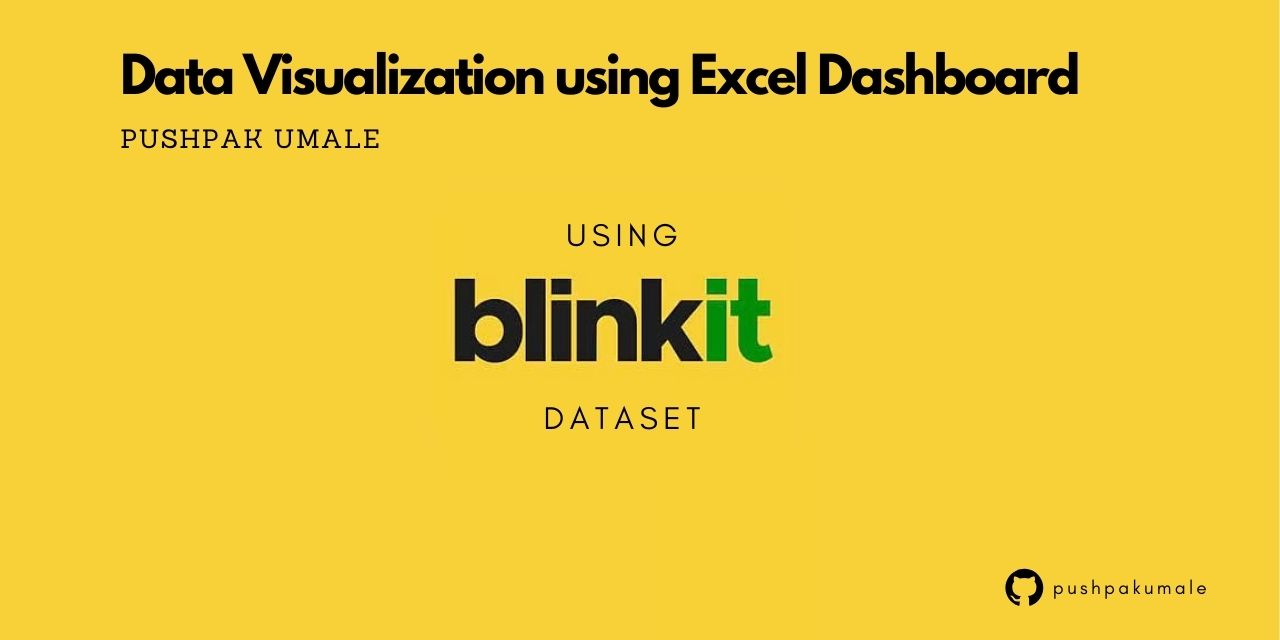 Data Visualization using Excel Dashboard
PUSHPAK UMALE
USING
blinkit
DATASET
pushpakumale